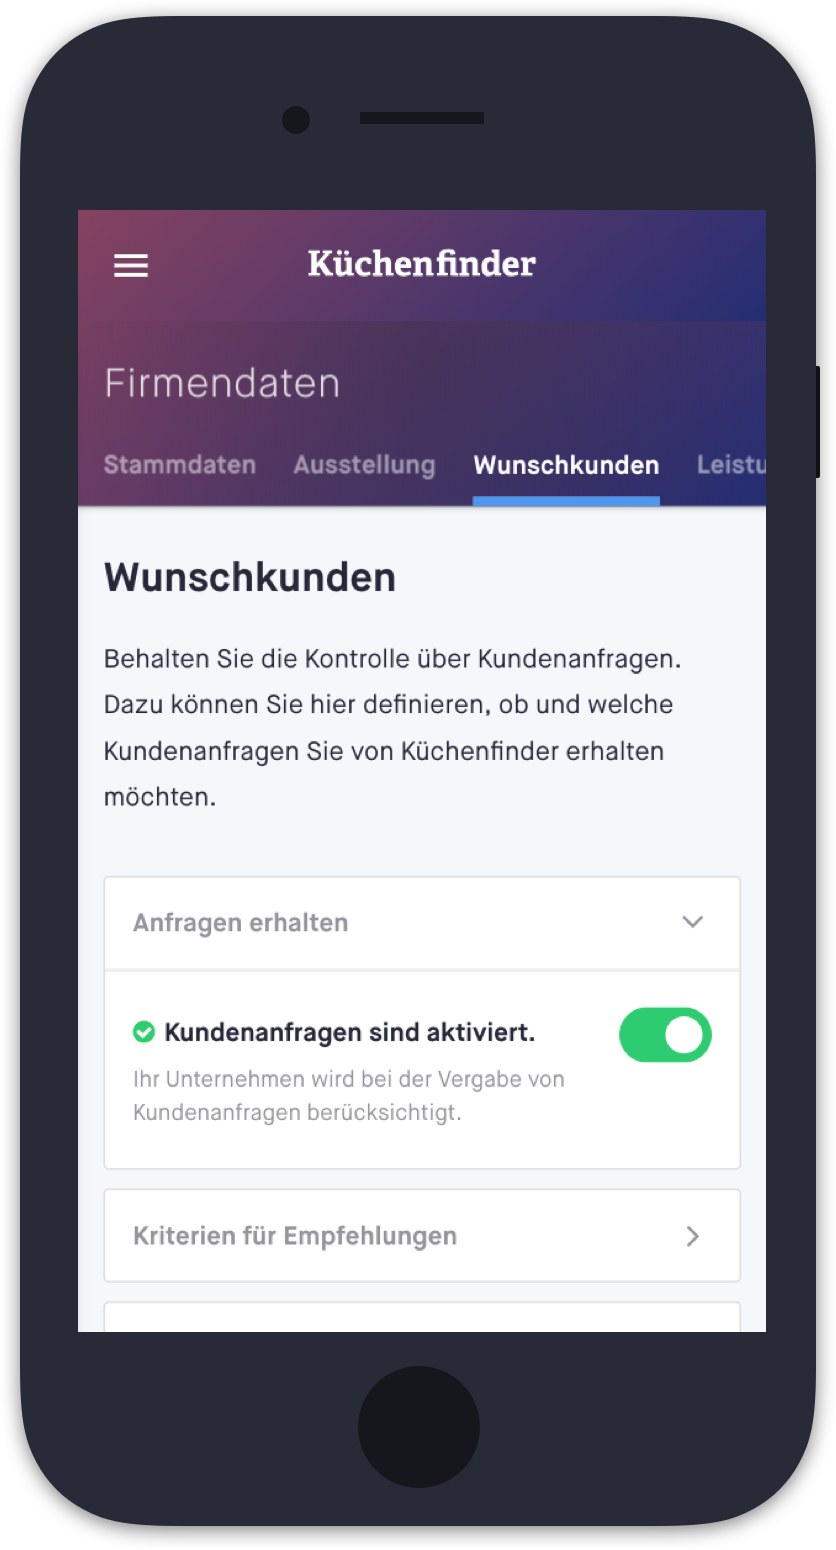 Küchenfinder
Firmendaten
Stammdaten Ausstellung Wunschkunden Leistu
Wunschkunden
Behalten Sie die Kontrolle über Kundenanfragen.
Dazu können Sie hier definieren, ob und welche
Kundenanfragen Sie von Küchenfinder erhalten
möchten.
Anfragen erhalten
Kundenanfragen sind aktiviert.
Ihr Unternehmen wird bei der Vergabe von
Kundenanfragen berücksichtigt.
Kriterien für Empfehlungen